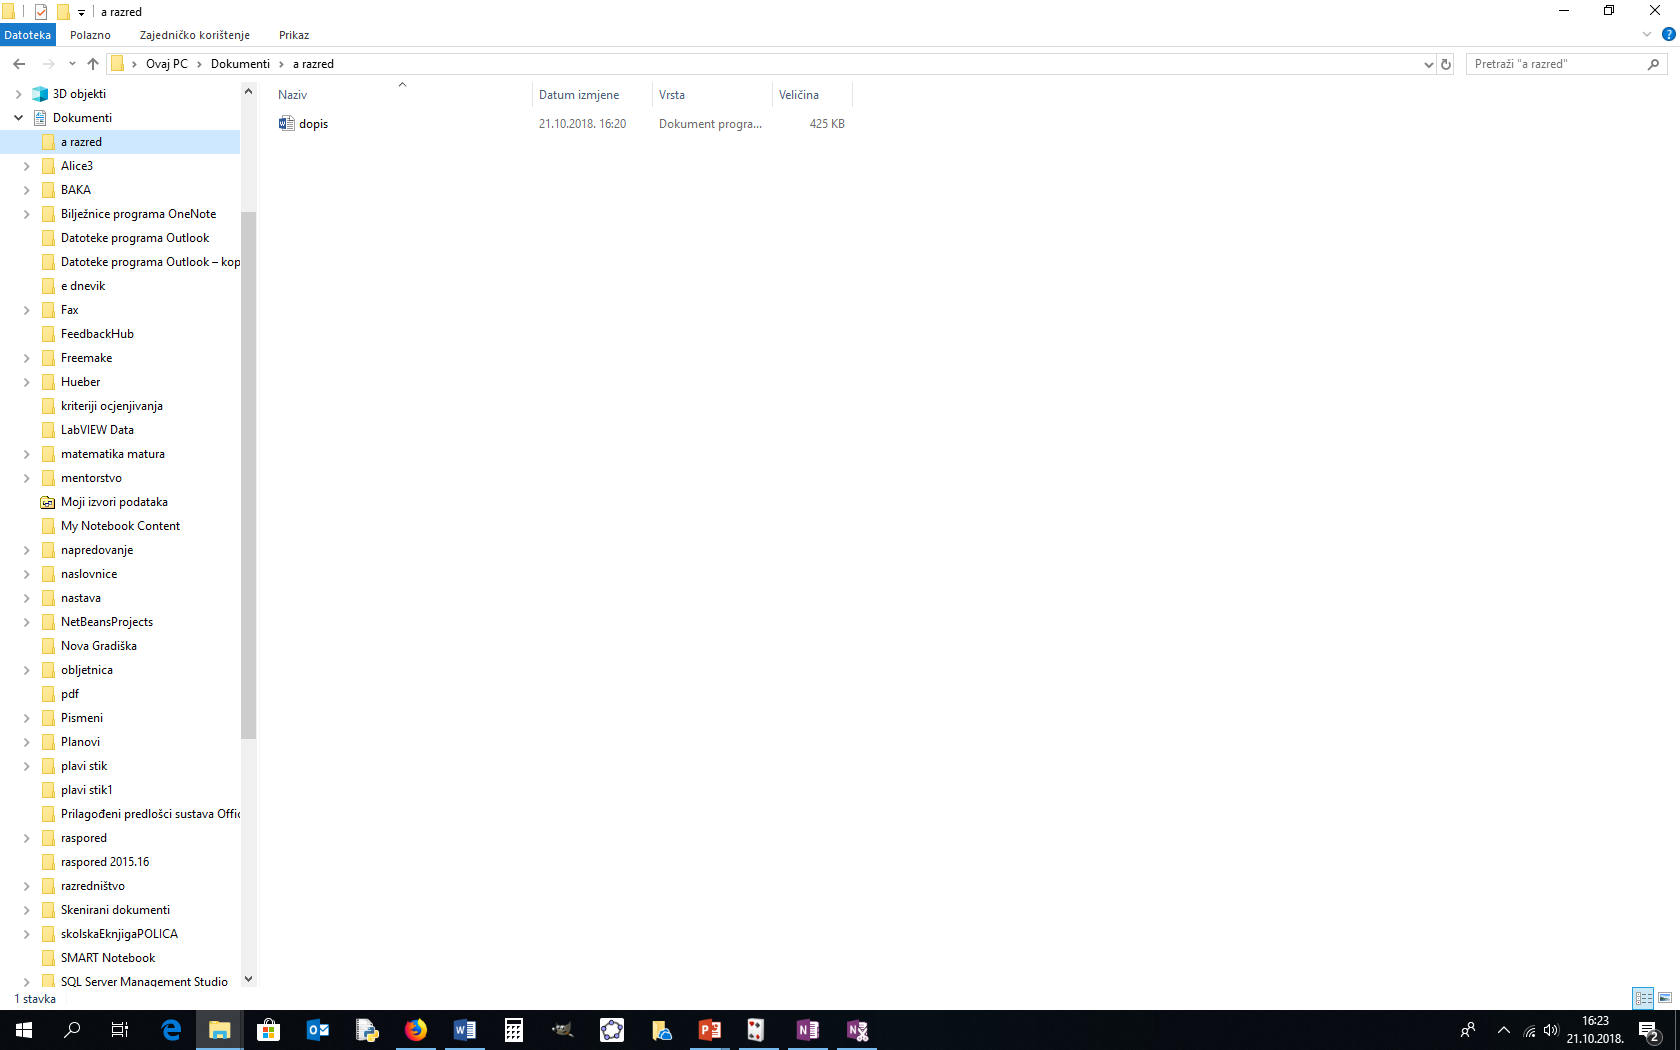 a razred
Datoteka Polazno Zajedničko korištenje Prikaz
Ovaj PC Dokumenti a razred Pretraži "a razred"
Naziv Datum izmjene Vrsta Veličina
dopis 21.10.2018. 16:20 Dokument progra... 425 KB
3D objekti
Dokumenti
a razred
Alice3
BAKA
Bilježnice programa OneNote
Datoteke programa Outlook
Datoteke programa Outlook – kop
e dnevik
Fax
FeedbackHub
Freemake
Hueber
kriteriji ocjenjivanja
LabVIEW Data
matematika matura
mentorstvo
Moji izvori podataka
My Notebook Content
napredovanje
naslovnice
nastava
NetBeansProjects
Nova Gradiška
obljetnica
pdf
Pismeni
Planovi
plavi stik
plavi stik1
Prilagođeni predlošci sustava Offic
raspored
raspored 2015.16
razredništvo
Skenirani dokumenti
skolskaEknjigaPOLICA
SMART Notebook
SQL Server Management Studio
1 stavka
16:23
21.10.2018.
2